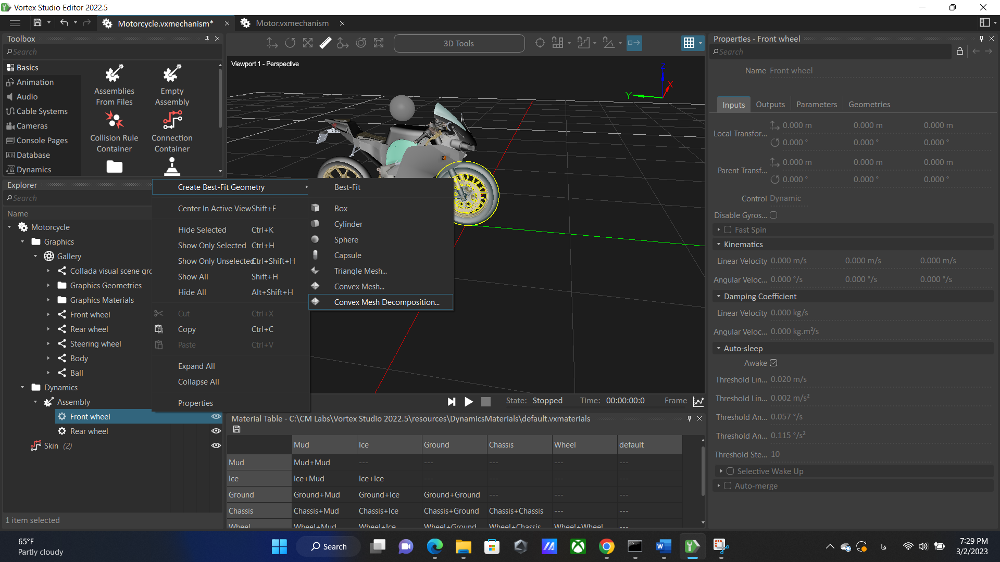 Vortex Studio Editor 2022.5
Motorcycle.vxmechanism*
Motor.vxmechanism
Toolbox
Search
Basics
Animation
Audio
Cable Systems
Cameras
Console Pages
Database
Dynamics
Assemblies From Files
Empty Assembly
Collision Rule Container
Connection Container
3D Tools
Viewport 1 - Perspective
Z
X
Y
Explorer
Search
Name
Motorcycle
Graphics
Gallery
Collada visual scene gro
Graphics Geometries
Graphics Materials
Front wheel
Rear wheel
Steering wheel
Body
Ball
Dynamics
Assembly
Front wheel
Rear wheel
Skin (2)
1 item selected
Create Best-Fit Geometry
Center In Active View Shift+F
Hide Selected Ctrl+K
Show Only Selected Ctrl+H
Show Only Unselected Ctrl+Shift+H
Show All Shift+H
Hide All Alt+Shift+H
Cut Ctrl+X
Copy Ctrl+C
Paste Ctrl+V
Expand All
Collapse All
Properties
Best-Fit
Box
Cylinder
Sphere
Capsule
Triangle Mesh...
Convex Mesh...
Convex Mesh Decomposition...
State: Stopped Time: 00:00:00:0 Frame
Material Table - C:\CM Labs\Vortex Studio 2022.5\resources\DynamicsMaterials\default.vxmaterials
Mud Ice Ground Chassis Wheel default
Mud Mud+Mud --- --- --- --- ---
Ice Ice+Mud Ice+Ice --- --- --- ---
Ground Ground+Mud Ground+Ice Ground+Ground --- --- ---
Chassis Chassis+Mud Chassis+Ice Chassis+Ground Chassis+Chassis --- ---
Wheel Wheel+Mud Wheel+Ice Wheel+Ground Wheel+Chassis Wheel+Wheel ---
Properties - Front wheel
Search
Name Front wheel
Inputs Outputs Parameters Geometries
Local Transfor...
0.000 m 0.000 m 0.000 m
0.000 ° 0.000 ° 0.000 °
Parent Transf...
0.000 m 0.000 m 0.000 m
0.000 ° 0.000 ° 0.000 °
Control Dynamic
Disable Gyros...
Fast Spin
Kinematics
Linear Velocity 0.000 m/s 0.000 m/s 0.000 m/s
Angular Veloc... 0.000 °/s 0.000 °/s 0.000 °/s
Damping Coefficient
Linear Velocity 0.000 kg/s
Angular Veloc... 0.000 kg.m²/s
Auto-sleep
Awake
Threshold Lin... 0.020 m/s
Threshold Lin... 0.002 m/s²
Threshold An... 0.057 °/s
Threshold An... 0.115 °/s²
Threshold Ste... 10
Selective Wake Up
Auto-merge
65°F
Partly cloudy
Search
فا
7:29 PM
3/2/2023